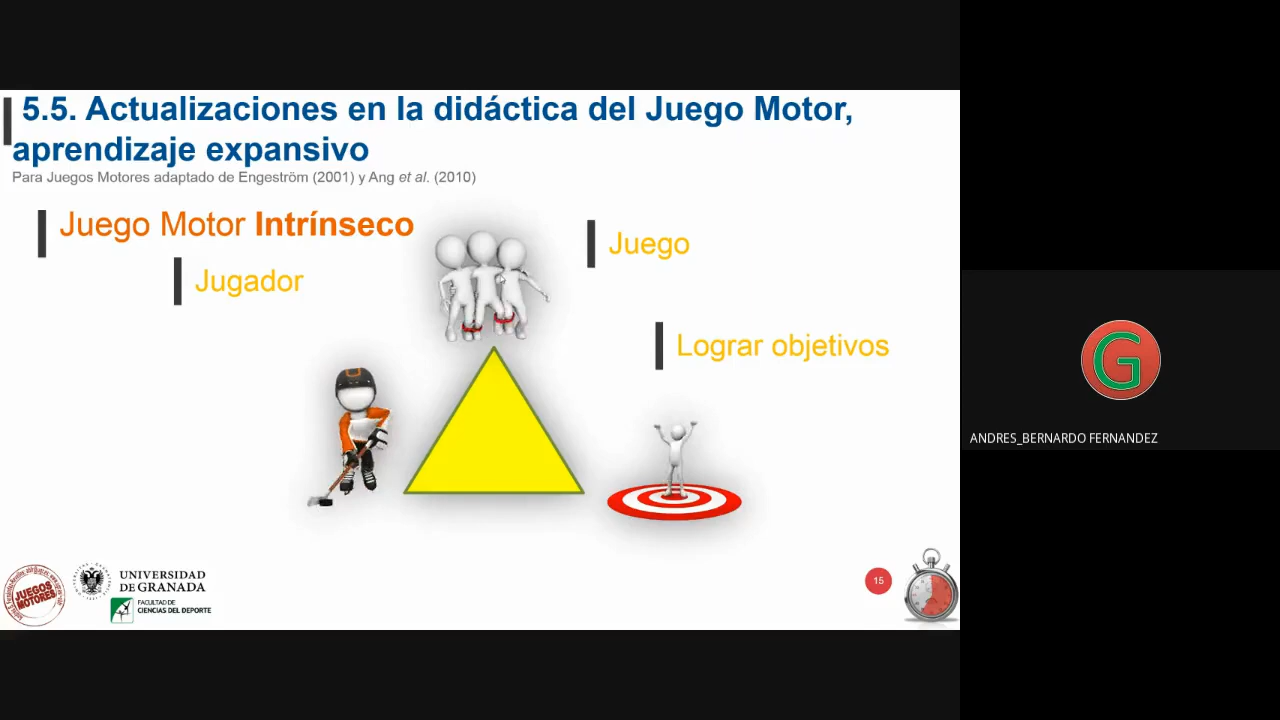 5.5. Actualizaciones en la didáctica del Juego Motor,
aprendizaje expansivo
Para Juegos Motores adaptado de Engeström (2001) y Ang et al. (2010)
Juego Motor Intrínseco
Juego
Jugador
Lograr objetivos
G
ANDRES_BERNARDO FERNANDEZ
JUEGOS
MOTORES
UNIVERSIDAD
DE GRANADA
FACULTAD DE
CIENCIAS DEL DEPORTE
15